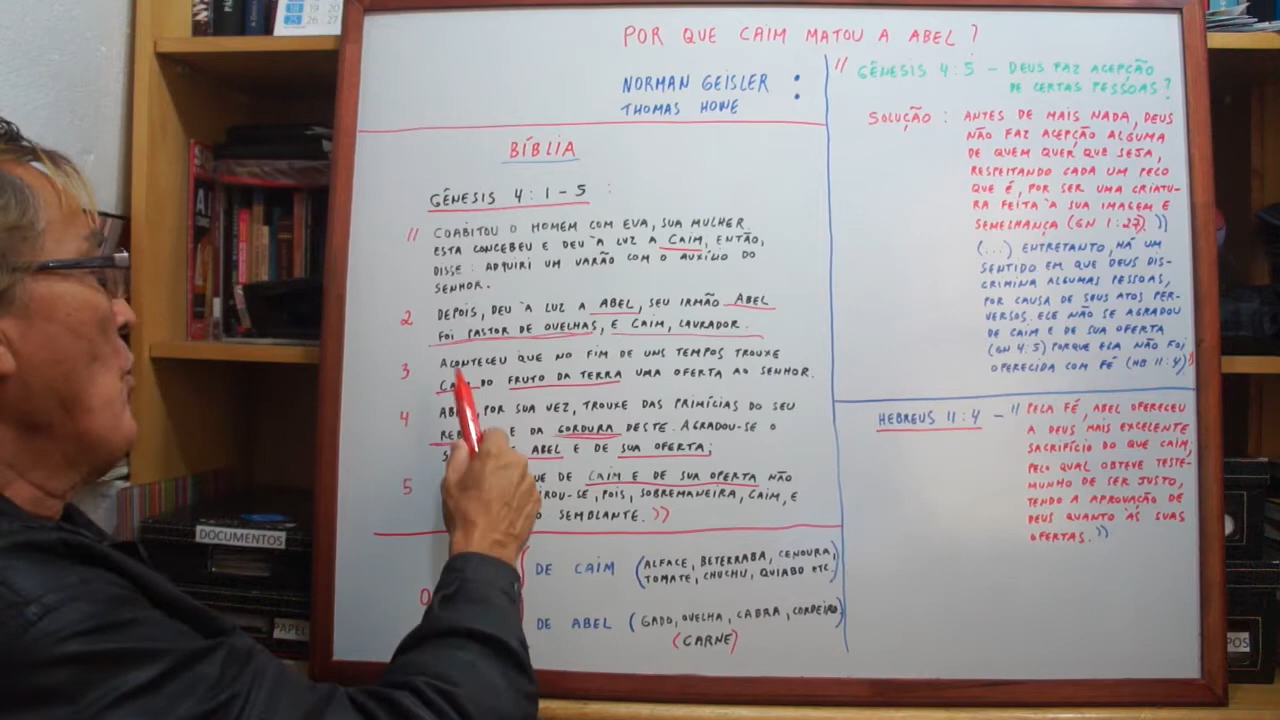 POR QUE CAIM MATOU A ABEL?
NORMAN GEISLER :
THOMAS HOWE
BÍBLIA
GÊNESIS 4:1-5 :
" COABITOU O HOMEM COM EVA, SUA MULHER
ESTA CONCEBEU E DEU À LUZ A CAIM, ENTÃO,
DISSE: ADQUIRI UM VARÃO COM O AUXÍLIO DO
SENHOR.
2 DEPOIS, DEU À LUZ A ABEL, SEU IRMÃO ABEL
FOI PASTOR DE OVELHAS, E CAIM, LAVRADOR.
3 ACONTECEU QUE NO FIM DE UNS TEMPOS TROUXE
DO FRUTO DA TERRA UMA OFERTA AO SENHOR.
4 POR SUA VEZ, TROUXE DAS PRIMÍCIAS DO SEU
E DA GORDURA DESTE. AGRADOU-SE O
ABEL E DE SUA OFERTA;
5 DE CAIM E DE SUA OPERTA NÃO
POIS, SOBREMANEIRA, CAIM, E
SEMBLANTE. ))
DE CAIM (ALFACE, BETERRABA, CENOURA,
TOMATE, CHUCHU, QUIABO ETC.
DE ABEL (GADO, OVELHA, CABRA, CORDEIRO)
(CARNE)
" GÊNESIS 4:5 - DEUS FAZ ACEPÇÃO
DE CERTAS PESSOAS?
SOLUÇÃO : ANTES DE MAIS NADA, DEUS
NÃO FAZ ACEPÇÃO ALGUMA
DE QUEM QUER QUE SEJA,
RESPEITANDO CADA UM PELO
QUE É, POR SER UMA CRIATU-
RA FEITA À SUA IMAGEM E
SEMELHANÇA (GN 1:27). ))
(...) ENTRETANTO, HÁ UM
SENTIDO EM QUE DEUS DIS-
CRIMINA ALGUMAS PESSOAS,
POR CAUSA DE SEUS ATOS PER-
VERSOS. ELE NÃO SE AGRADOU
DE CAIM E DE SUA OFERTA
(GN 4:5) PORQUE ELA NÃO FOI
OPERECIDA COM FÉ (HB 11:4)))
HEBREUS 11:4 - " PELA FÉ, ABEL OFERECEU
A DEUS MAIS EXCELENTE
SACRIFÍCIO DO QUE CAIM;
PELO QUAL OBTEVE TESTE-
MUNHO DE SER JUSTO,
TENDO A APROVAÇÃO DE
DEUS QUANTO ÀS SUAS
OFERTAS. ))
DOCUMENTOS
PAPEL